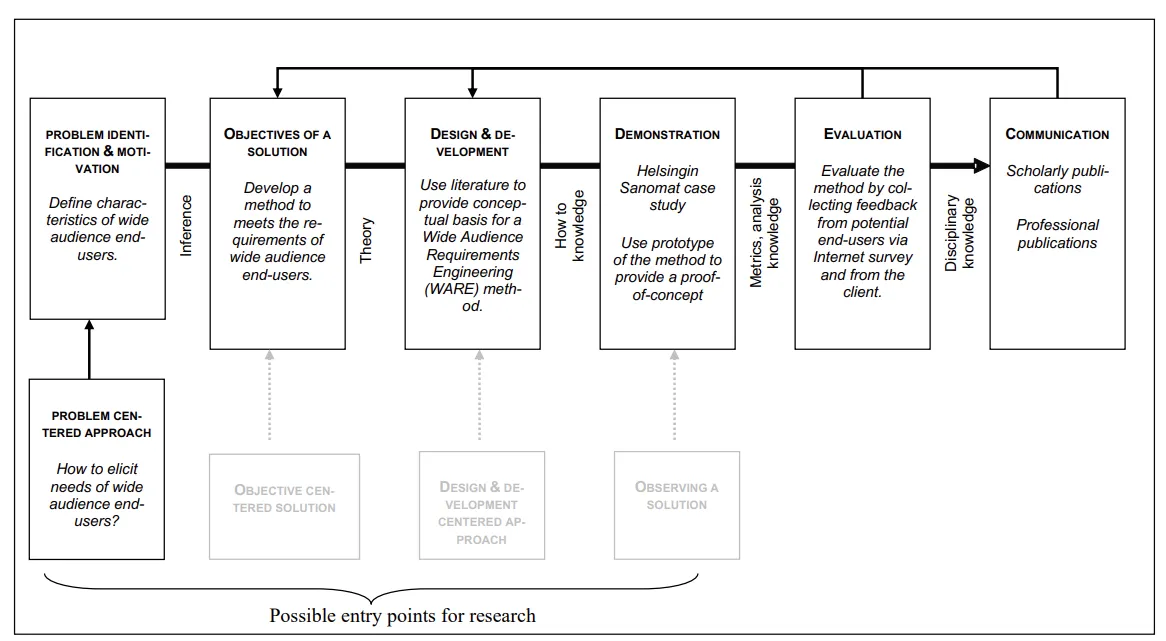 PROBLEM IDENTI-
FICATION & MOTI-
VATION
Define charac-
teristics of wide
audience end-
users.
Inference
OBJECTIVES OF A
SOLUTION
Develop a
method to
meets the re-
quirements of
wide audience
end-users.
Theory
DESIGN & DE-
VELOPMENT
Use literature to
provide concep-
tual basis for a
Wide Audience
Requirements
Engineering
(WARE) meth-
od.
How to
knowledge
DEMONSTRATION
Helsingin
Sanomat case
study
Use prototype
of the method to
provide a proof-
of-concept
Metrics, analysis
knowledge
EVALUATION
Evaluate the
method by col-
lecting feedback
from potential
end-users via
Internet survey
and from the
client.
Disciplinary
knowledge
COMMUNICATION
Scholarly publi-
cations
Professional
publications
PROBLEM CEN-
TERED APPROACH
How to elicit
needs of wide
audience end-
users?
OBJECTIVE CEN-
TERED SOLUTION
DESIGN & DE-
VELOPMENT
CENTERED AP-
PROACH
OBSERVING A
SOLUTION
Possible entry points for research